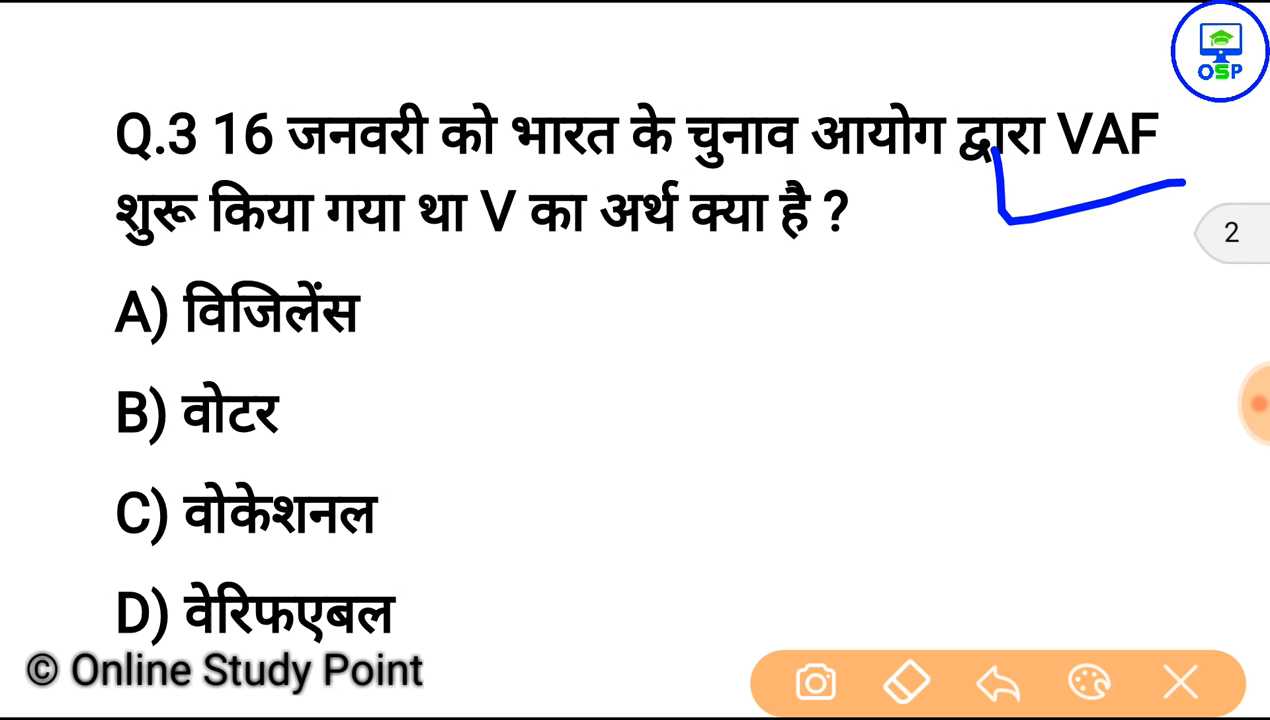 OSP
Q.3 16 जनवरी को भारत के चुनाव आयोग द्वारा VAF
शुरू किया गया था V का अर्थ क्या है ?
2
A) विजिलेंस
B) वोटर
C) वोकेशनल
D) वेरिफएबल
© Online Study Point